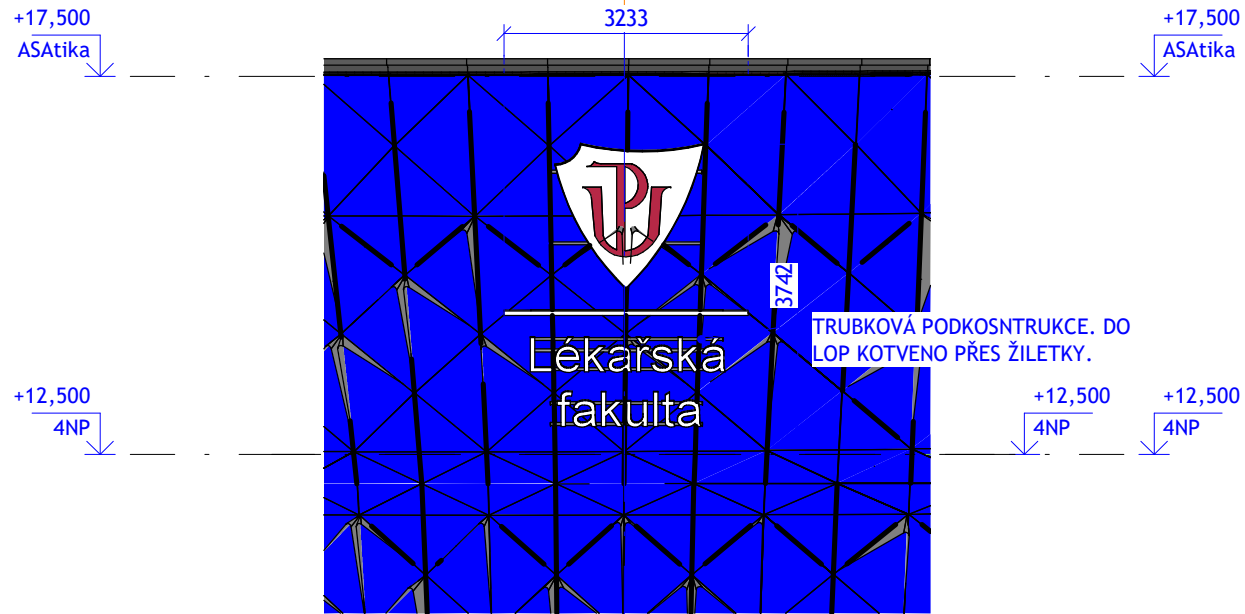 +17,500
ASAtika
3233
+17,500
ASAtika
UP
3742
TRUBKOVÁ PODKOSNTRUKCE. DO
LOP KOTVENO PŘES ŽILETKY.
Lékařská
fakulta
+12,500
4NP
+12,500
4NP
+12,500
4NP